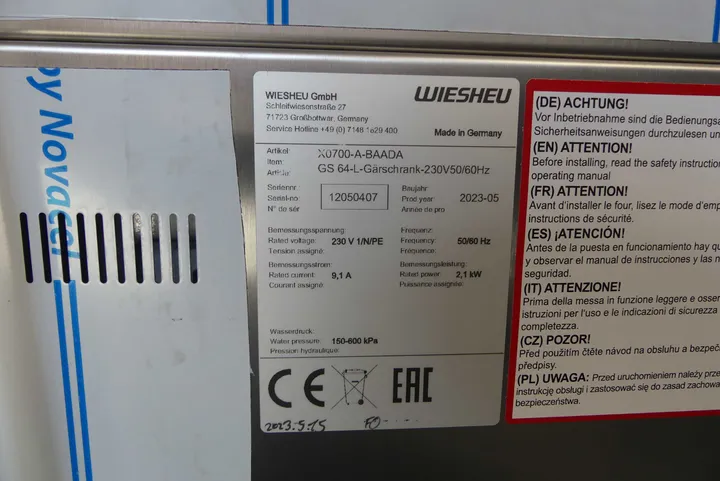 by Novacel
WIESHEU GmbH
Schleifwiesenstraße 27
71723 Großbottwar, Germany
Service Hotline +49 (0) 7148 1629 400
WIESHEU
Made in Germany
Artikel:
Item:
Article:
X0700-A-BAADA
GS 64-L-Gärschrank-230V50/60Hz
Seriennr.
Serial-no:
N° de sér
12050407
Baujahr
Prod year
Année de pro
2023-05
Bemessungsspannung:
Rated voltage: 230 V 1/N/PE
Tension assigné:
Frequenz:
Frequency: 50/60 Hz
Frequency:
Bemessungsstrom:
Rated current: 9,1 A
Courant assigné:
Bemessungsleistung:
Rated power: 2,1 kW
Puissance assignée:
Wasserdruck:
Water pressure: 150-600 kPa
Pression hydraulique
CE
EAC
2023.5.15
(DE) ACHTUNG!
Vor Inbetriebnahme sind die Bedienungsa
Sicherheitsanweisungen durchzulesen un
(EN) ATTENTION!
Before installing, read the safety instruction
operating manual
(FR) ATTENTION!
Avant d'installer le four, lisez le mode d'emp
instructions de sécurité.
(ES) ¡ATENCIÓN!
Antes de la puesta en funcionamiento hay qu
y observar el manual de instrucciones y las n
seguridad.
(IT) ATTENZIONE!
Prima della messa in funzione leggere e osser
istruzioni per l'uso e le indicazioni di sicurezza
completezza.
(CZ) POZOR!
Před použitím čtěte návod na obsluhu a bezpeč
předpisy.
(PL) UWAGA: Przed uruchomieniem należy prze
instrukcję obsługi i zastosować się do zasad zachowa
bezpieczeństwa.